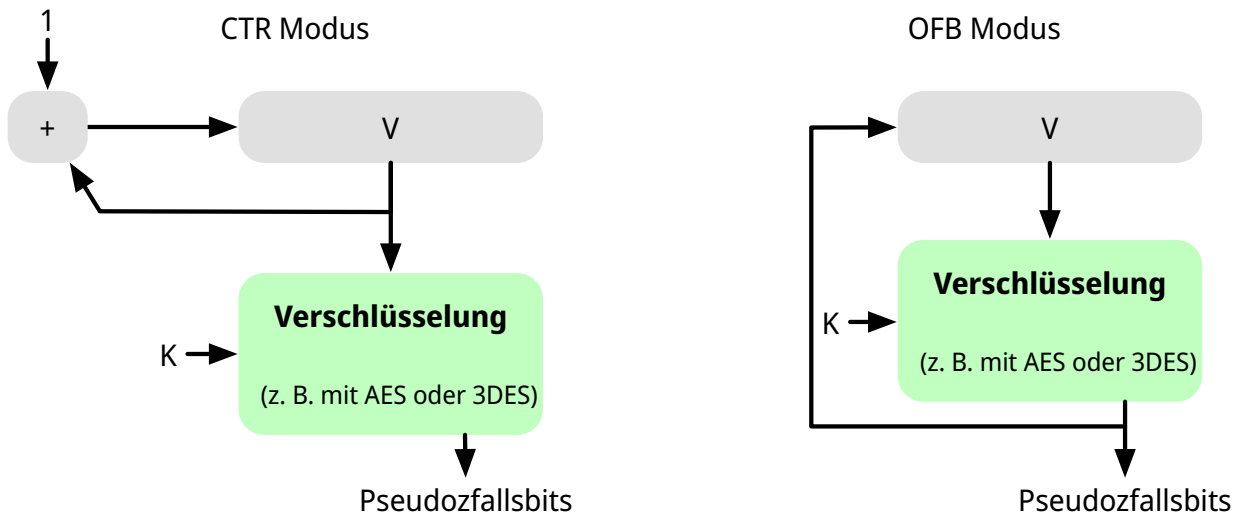 1
CTR Modus
+
V
Verschlüsselung
K
(z. B. mit AES oder 3DES)
Pseudozfallsbits
OFB Modus
V
Verschlüsselung
K
(z. B. mit AES oder 3DES)
Pseudozfallsbits